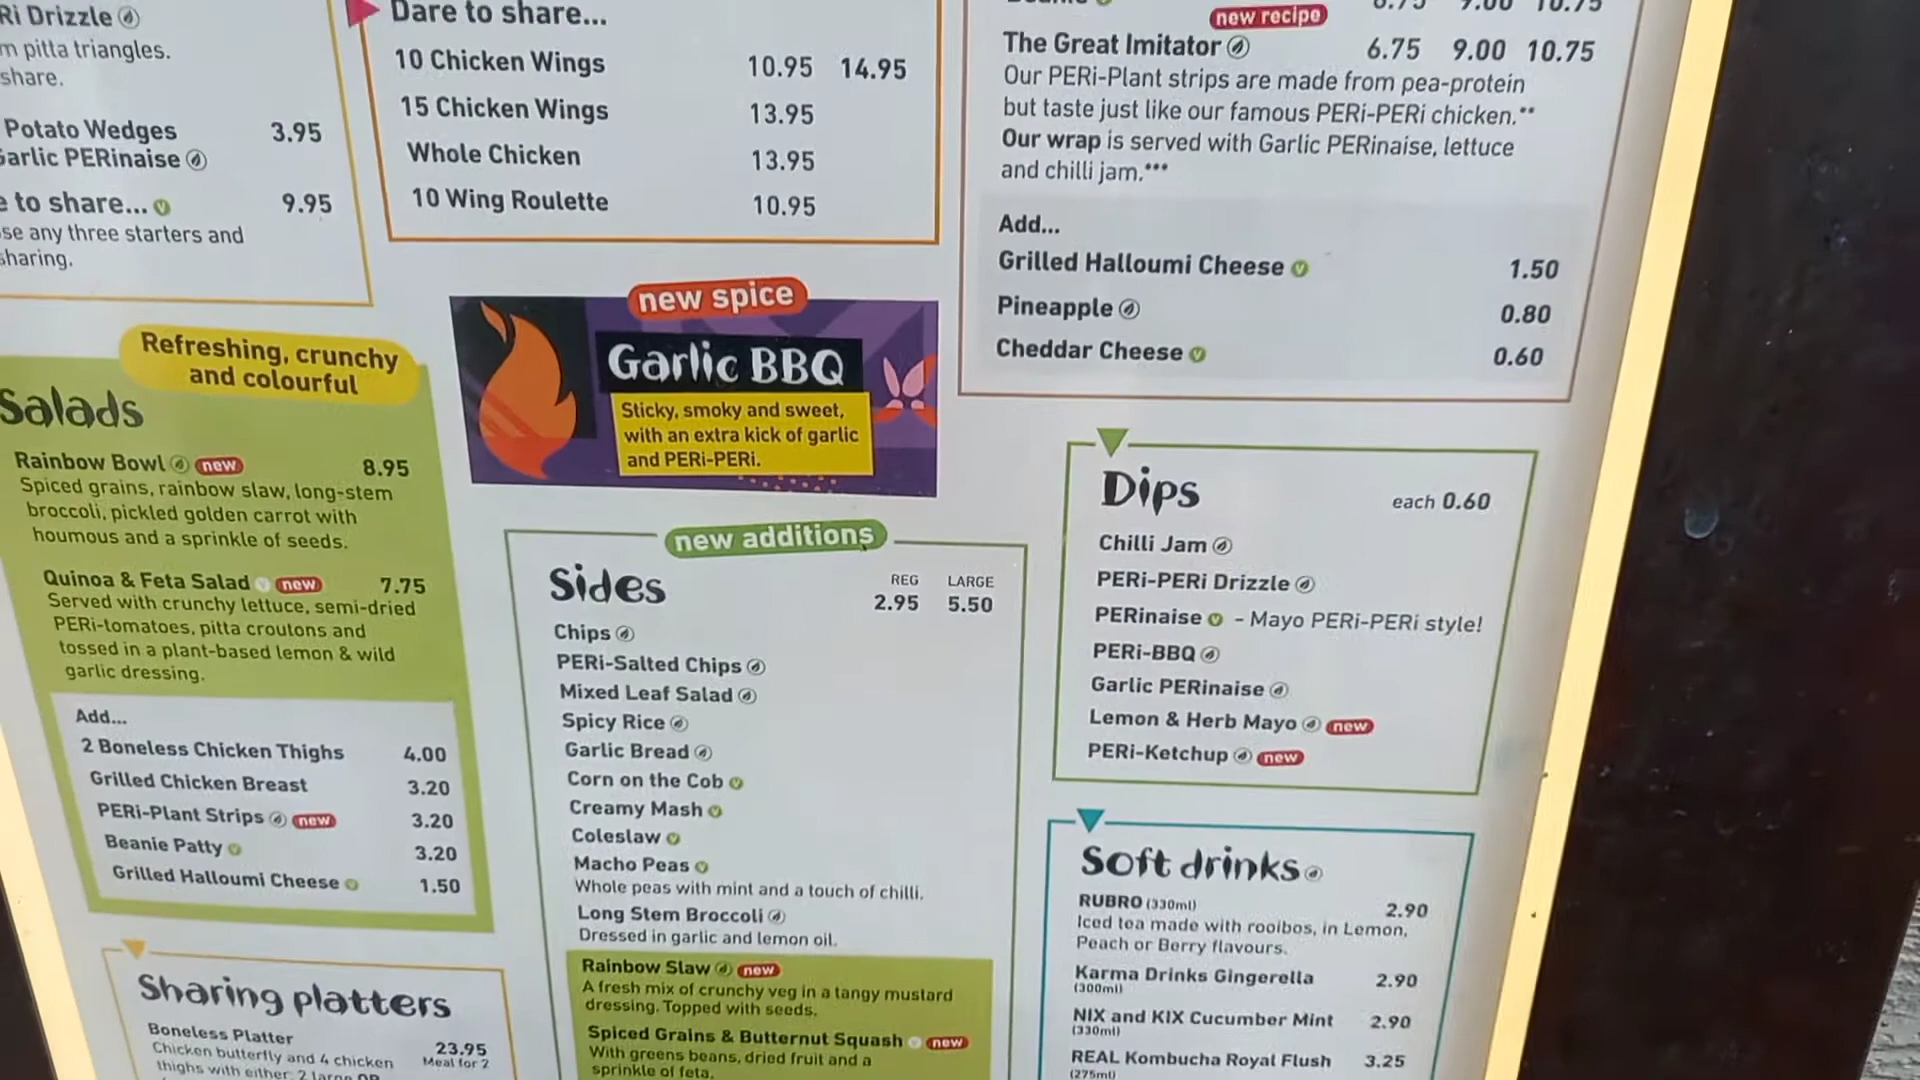 Ri Drizzle
m pitta triangles.
share.
Potato Wedges 3.95
Garlic PERinaise
e to share... 9.95
se any three starters and
sharing.
Dare to share...
10 Chicken Wings 10.95 14.95
15 Chicken Wings 13.95
Whole Chicken 13.95
10 Wing Roulette 10.95
9.00 10.75
new recipe
The Great Imitator 6.75 9.00 10.75
Our PERi-Plant strips are made from pea-protein
but taste just like our famous PERi-PERi chicken.**
Our wrap is served with Garlic PERinaise, lettuce
and chilli jam.***
Add...
Grilled Halloumi Cheese V 1.50
Pineapple 0.80
Cheddar Cheese V 0.60
new spice
Garlic BBQ
Sticky, smoky and sweet,
with an extra kick of garlic
and PERi-PERi.
Refreshing, crunchy
and colourful
Salads
Rainbow Bowl new 8.95
Spiced grains, rainbow slaw, long-stem
broccoli, pickled golden carrot with
houmous and a sprinkle of seeds.
Quinoa & Feta Salad new 7.75
Served with crunchy lettuce, semi-dried
PERi-tomatoes, pitta croutons and
tossed in a plant-based lemon & wild
garlic dressing.
Add...
2 Boneless Chicken Thighs 4.00
Grilled Chicken Breast 3.20
PERi-Plant Strips new 3.20
Beanie Patty V 3.20
Grilled Halloumi Cheese V 1.50
Sharing platters
Boneless Platter 23.95
Chicken butterfly and 4 chicken Meal for 2
thighs with either: 2 large OR
new additions
Sides REG LARGE
2.95 5.50
Chips
PERi-Salted Chips
Mixed Leaf Salad
Spicy Rice
Garlic Bread
Corn on the Cob V
Creamy Mash V
Coleslaw V
Macho Peas V
Whole peas with mint and a touch of chilli.
Long Stem Broccoli
Dressed in garlic and lemon oil.
Rainbow Slaw new
A fresh mix of crunchy veg in a tangy mustard
dressing. Topped with seeds.
Spiced Grains & Butternut Squash new
With greens beans, dried fruit and a
sprinkle of feta.
Dips each 0.60
Chilli Jam
PERi-PERi Drizzle
PERinaise V - Mayo PERi-PERi style!
PERi-BBQ
Garlic PERinaise
Lemon & Herb Mayo new
PERi-Ketchup new
Soft drinks
RUBRO (330ml) 2.90
Iced tea made with rooibos, in Lemon,
Peach or Berry flavours.
Karma Drinks Gingerella 2.90
(300ml)
NIX and KIX Cucumber Mint 2.90
(330ml)
REAL Kombucha Royal Flush 3.25
(275ml)